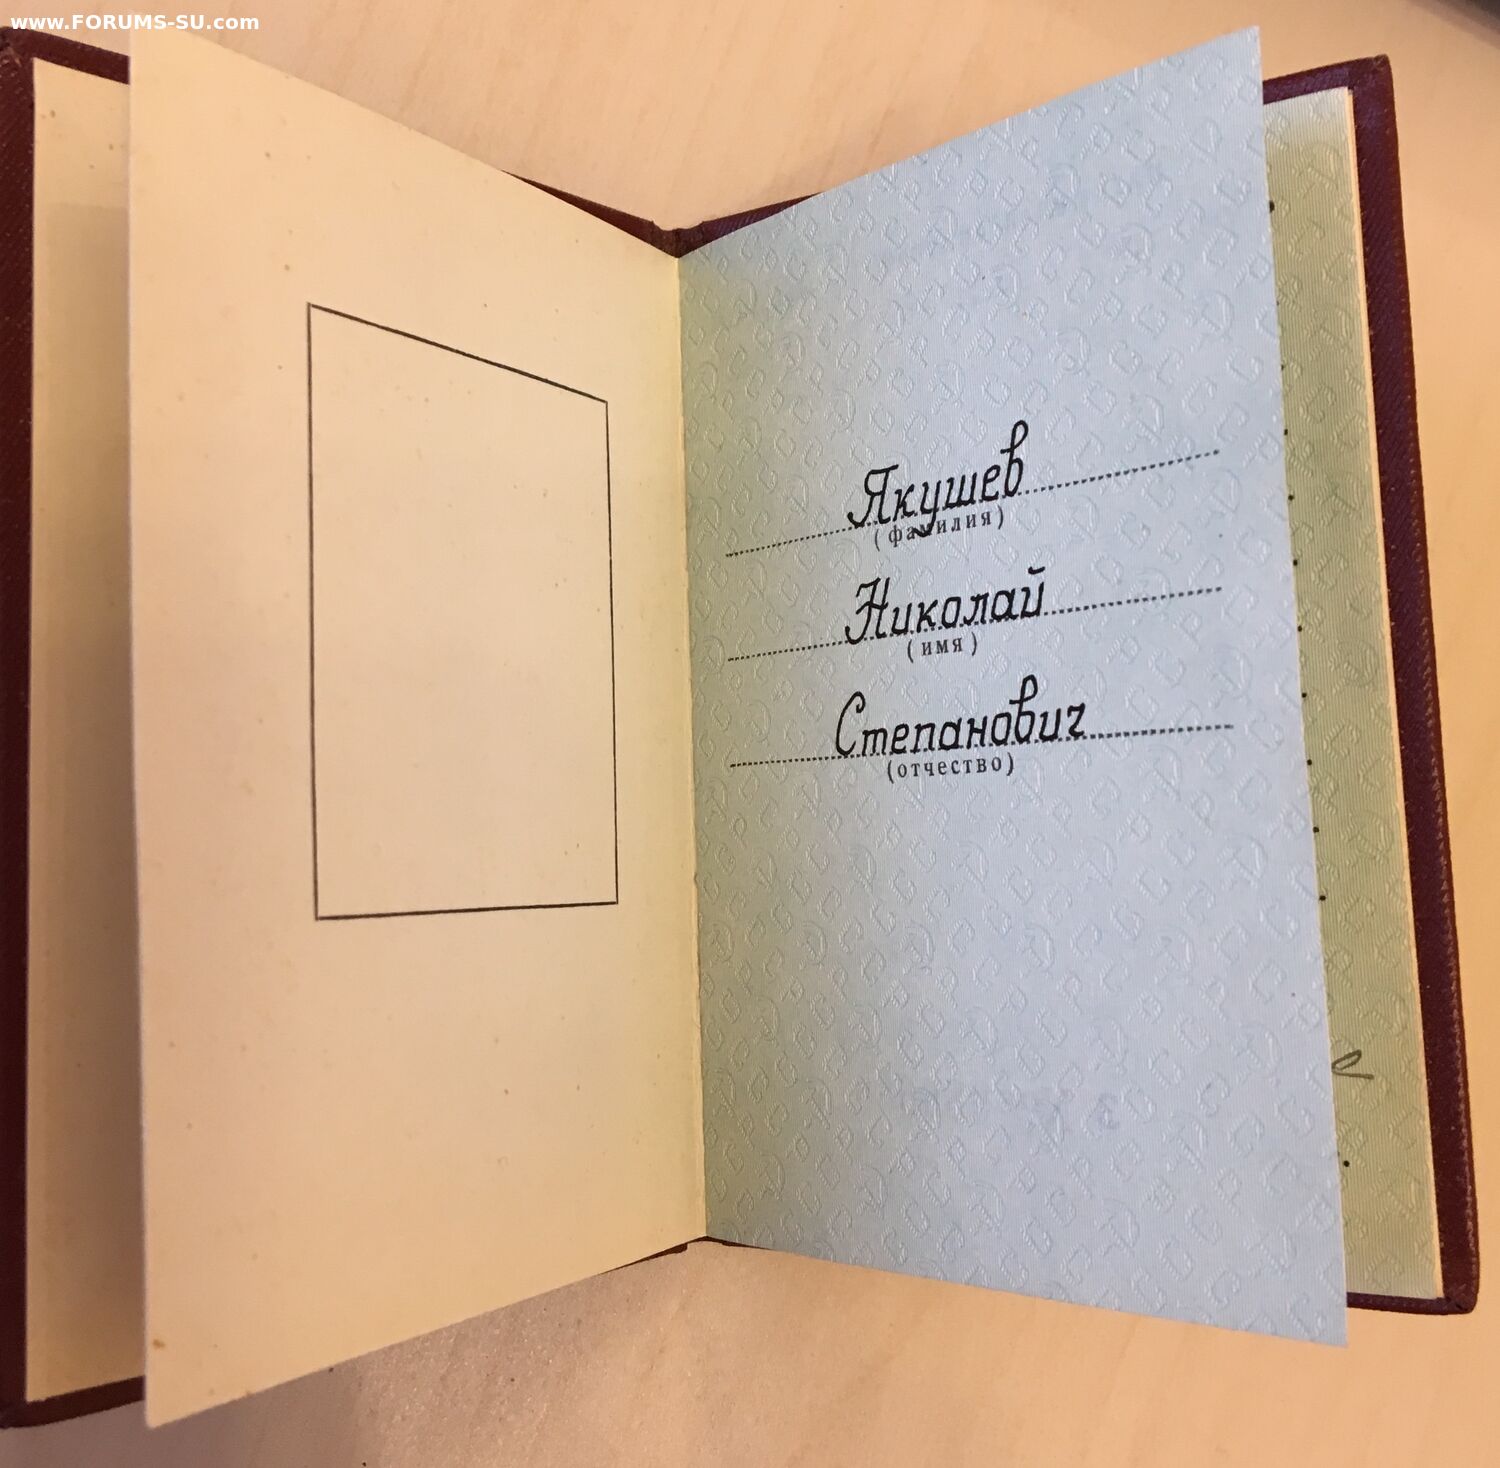 www.FORUMS-SU.com
Якушев
(фамилия)
Николай
(имя)
Степанович
(отчество)